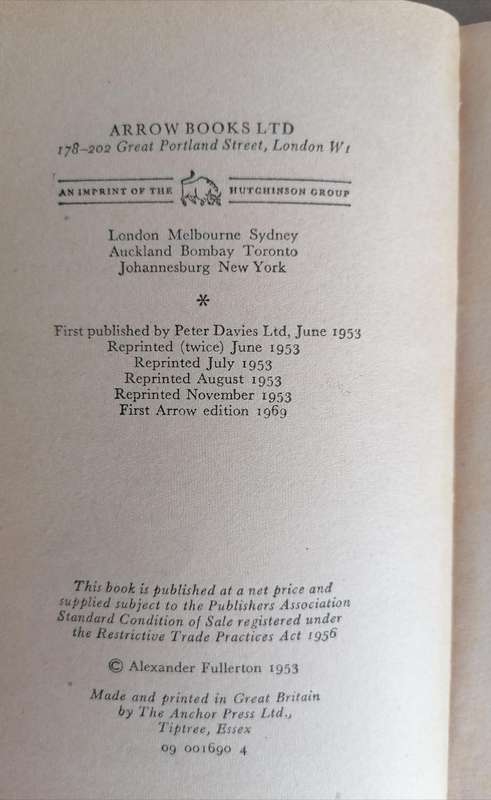 ARROW BOOKS LTD
178–202 Great Portland Street, London W1
AN IMPRINT OF THE HUTCHINSON GROUP
London Melbourne Sydney
Auckland Bombay Toronto
Johannesburg New York
*
First published by Peter Davies Ltd, June 1953
Reprinted (twice) June 1953
Reprinted July 1953
Reprinted August 1953
Reprinted November 1953
First Arrow edition 1969
This book is published at a net price and
supplied subject to the Publishers Association
Standard Condition of Sale registered under
the Restrictive Trade Practices Act 1956
© Alexander Fullerton 1953
Made and printed in Great Britain
by The Anchor Press Ltd.,
Tiptree, Essex
09 001690 4